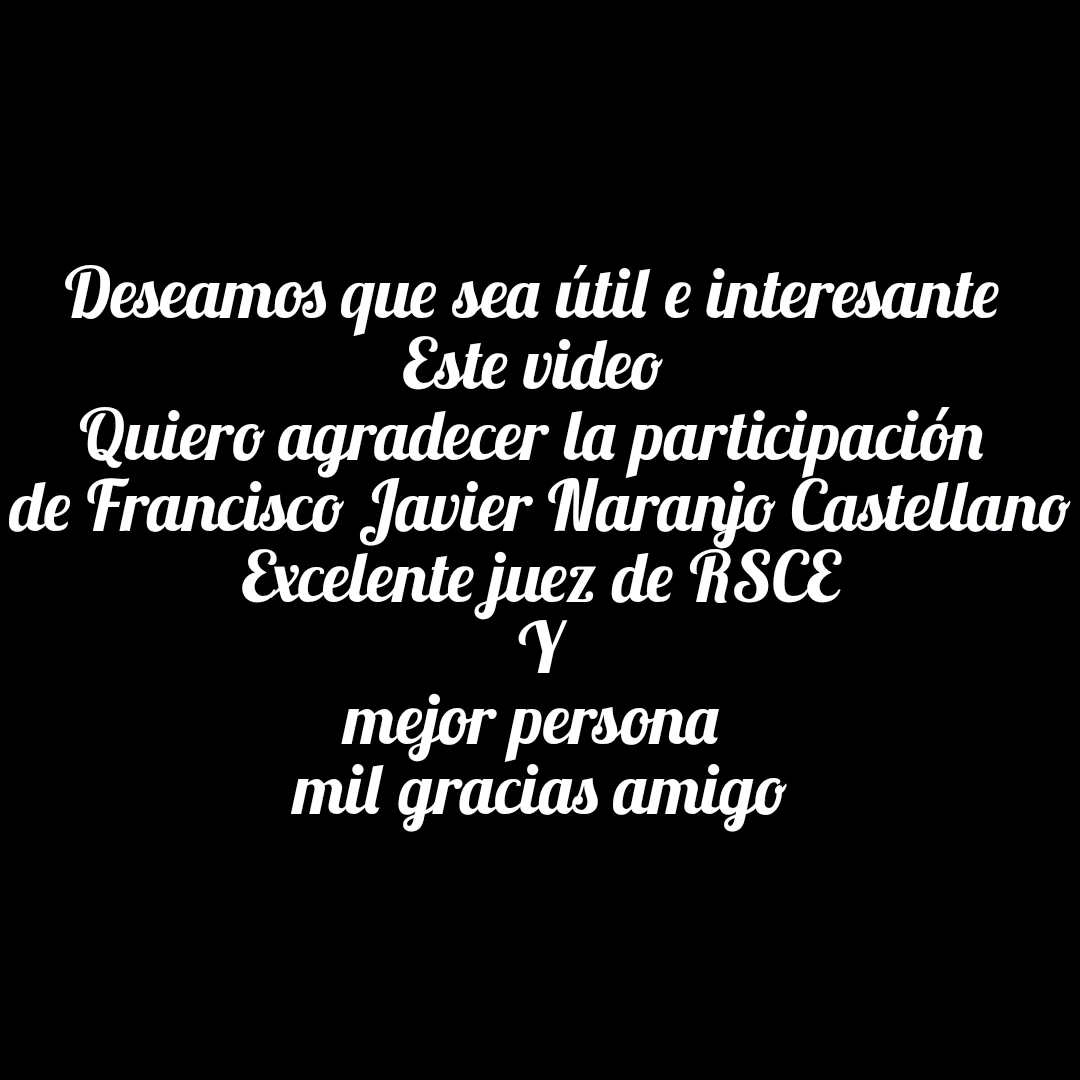 Deseamos que sea útil e interesante
Este video
Quiero agradecer la participación
de Francisco Javier Naranjo Castellano
Excelente juez de RSCE
Y
mejor persona
mil gracias amigo